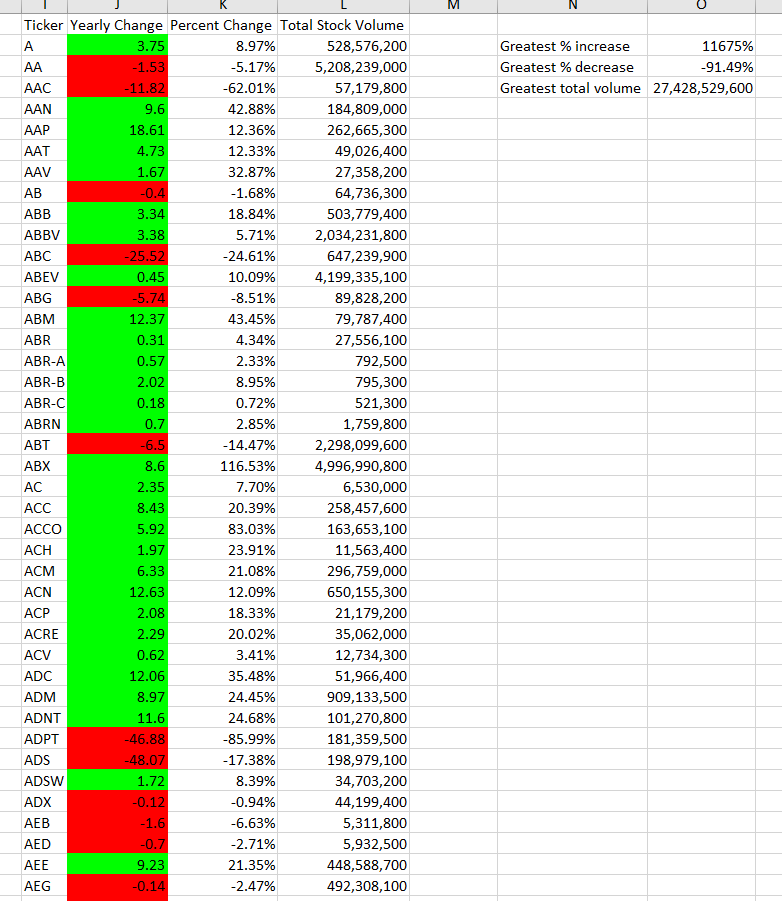 I J K L M N O
Ticker Yearly Change Percent Change Total Stock Volume
A 3.75 8.97% 528,576,200 Greatest % increase 11675%
AA -1.53 -5.17% 5,208,239,000 Greatest % decrease -91.49%
AAC -11.82 -62.01% 57,179,800 Greatest total volume 27,428,529,600
AAN 9.6 42.88% 184,809,000
AAP 18.61 12.36% 262,665,300
AAT 4.73 12.33% 49,026,400
AAV 1.67 32.87% 27,358,200
AB -0.4 -1.68% 64,736,300
ABB 3.34 18.84% 503,779,400
ABBV 3.38 5.71% 2,034,231,800
ABC -25.52 -24.61% 647,239,900
ABEV 0.45 10.09% 4,199,335,100
ABG -5.74 -8.51% 89,828,200
ABM 12.37 43.45% 79,787,400
ABR 0.31 4.34% 27,556,100
ABR-A 0.57 2.33% 792,500
ABR-B 2.02 8.95% 795,300
ABR-C 0.18 0.72% 521,300
ABRN 0.7 2.85% 1,759,800
ABT -6.5 -14.47% 2,298,099,600
ABX 8.6 116.53% 4,996,990,800
AC 2.35 7.70% 6,530,000
ACC 8.43 20.39% 258,457,600
ACCO 5.92 83.03% 163,653,100
ACH 1.97 23.91% 11,563,400
ACM 6.33 21.08% 296,759,000
ACN 12.63 12.09% 650,155,300
ACP 2.08 18.33% 21,179,200
ACRE 2.29 20.02% 35,062,000
ACV 0.62 3.41% 12,734,300
ADC 12.06 35.48% 51,966,400
ADM 8.97 24.45% 909,133,500
ADNT 11.6 24.68% 101,270,800
ADPT -46.88 -85.99% 181,359,500
ADS -48.07 -17.38% 198,979,100
ADSW 1.72 8.39% 34,703,200
ADX -0.12 -0.94% 44,199,400
AEB -1.6 -6.63% 5,311,800
AED -0.7 -2.71% 5,932,500
AEE 9.23 21.35% 448,588,700
AEG -0.14 -2.47% 492,308,100